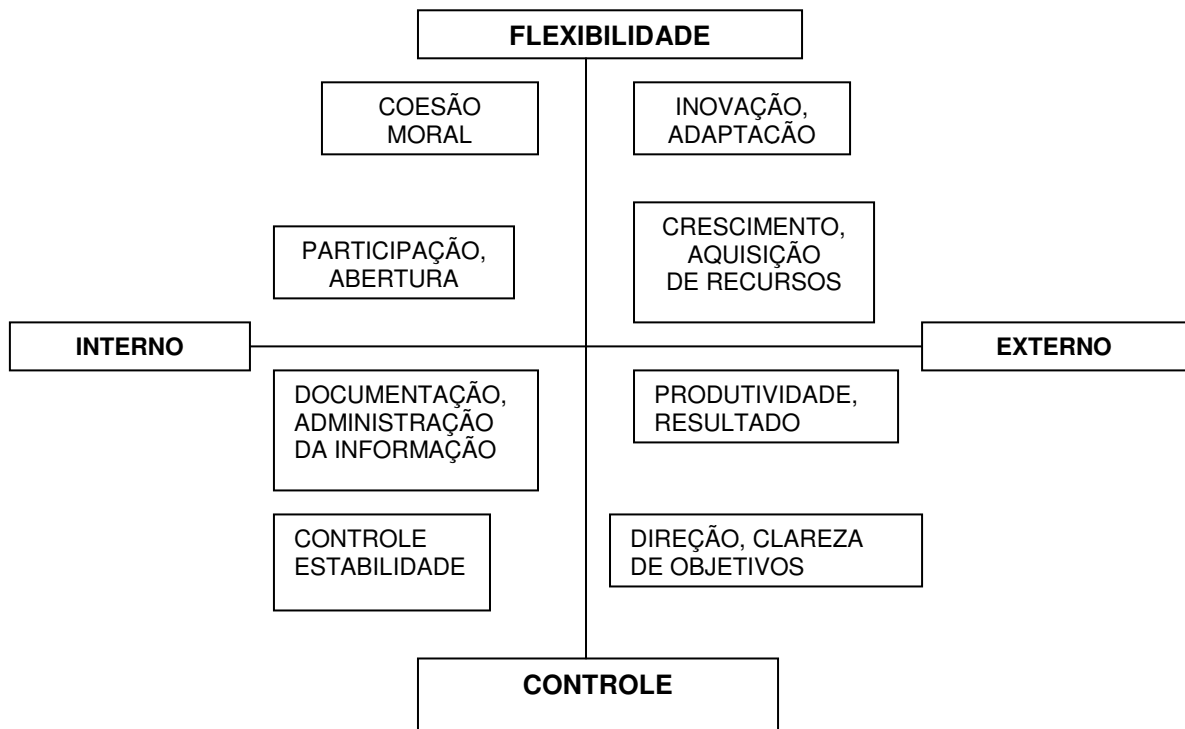 FLEXIBILIDADE
COESÃO
MORAL
INOVAÇÃO,
ADAPTACÃO
PARTICIPAÇÃO,
ABERTURA
CRESCIMENTO,
AQUISIÇÃO
DE RECURSOS
INTERNO
EXTERNO
DOCUMENTAÇÃO,
ADMINISTRAÇÃO
DA INFORMAÇÃO
PRODUTIVIDADE,
RESULTADO
CONTROLE
ESTABILIDADE
DIREÇÃO, CLAREZA
DE OBJETIVOS
CONTROLE